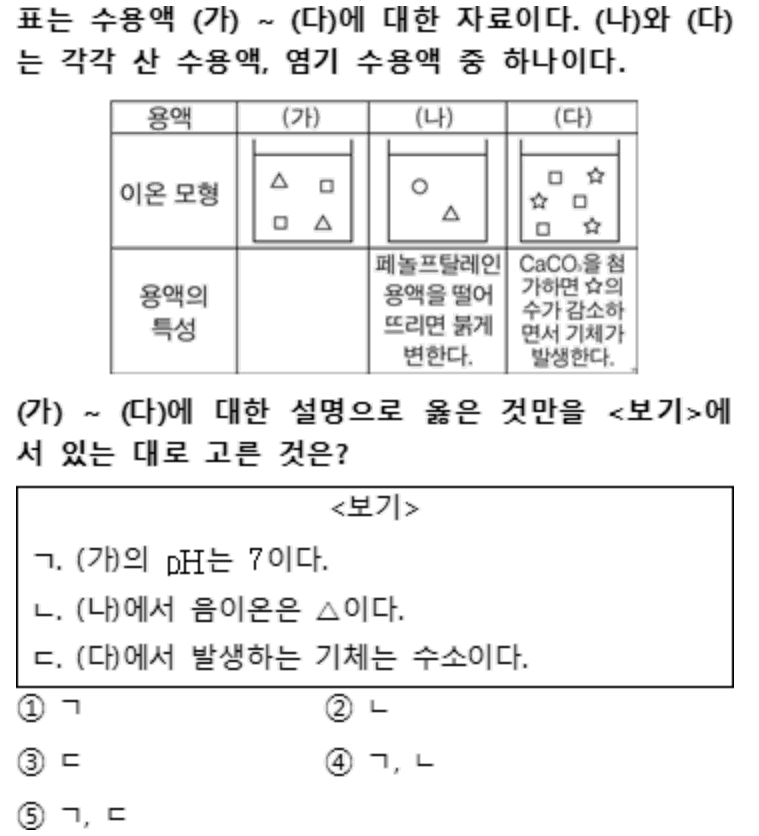 표는 수용액 (가) ~ (다)에 대한 자료이다. (나)와 (다)
는 각각 산 수용액, 염기 수용액 중 하나이다.
용액 (가) (나) (다)
이온 모형
용액의
특성
페놀프탈레인
용액을 떨어
뜨리면 붉게
변한다.
CaCO₃을 첨
가하면 ☆의
수가 감소하
면서 기체가
발생한다.
(가) ~ (다)에 대한 설명으로 옳은 것만을 <보기>에
서 있는 대로 고른 것은?
<보기>
ㄱ. (가)의 pH는 7이다.
ㄴ. (나)에서 음이온은 △이다.
ㄷ. (다)에서 발생하는 기체는 수소이다.
① ㄱ ② ㄴ
③ ㄷ ④ ㄱ, ㄴ
⑤ ㄱ, ㄷ